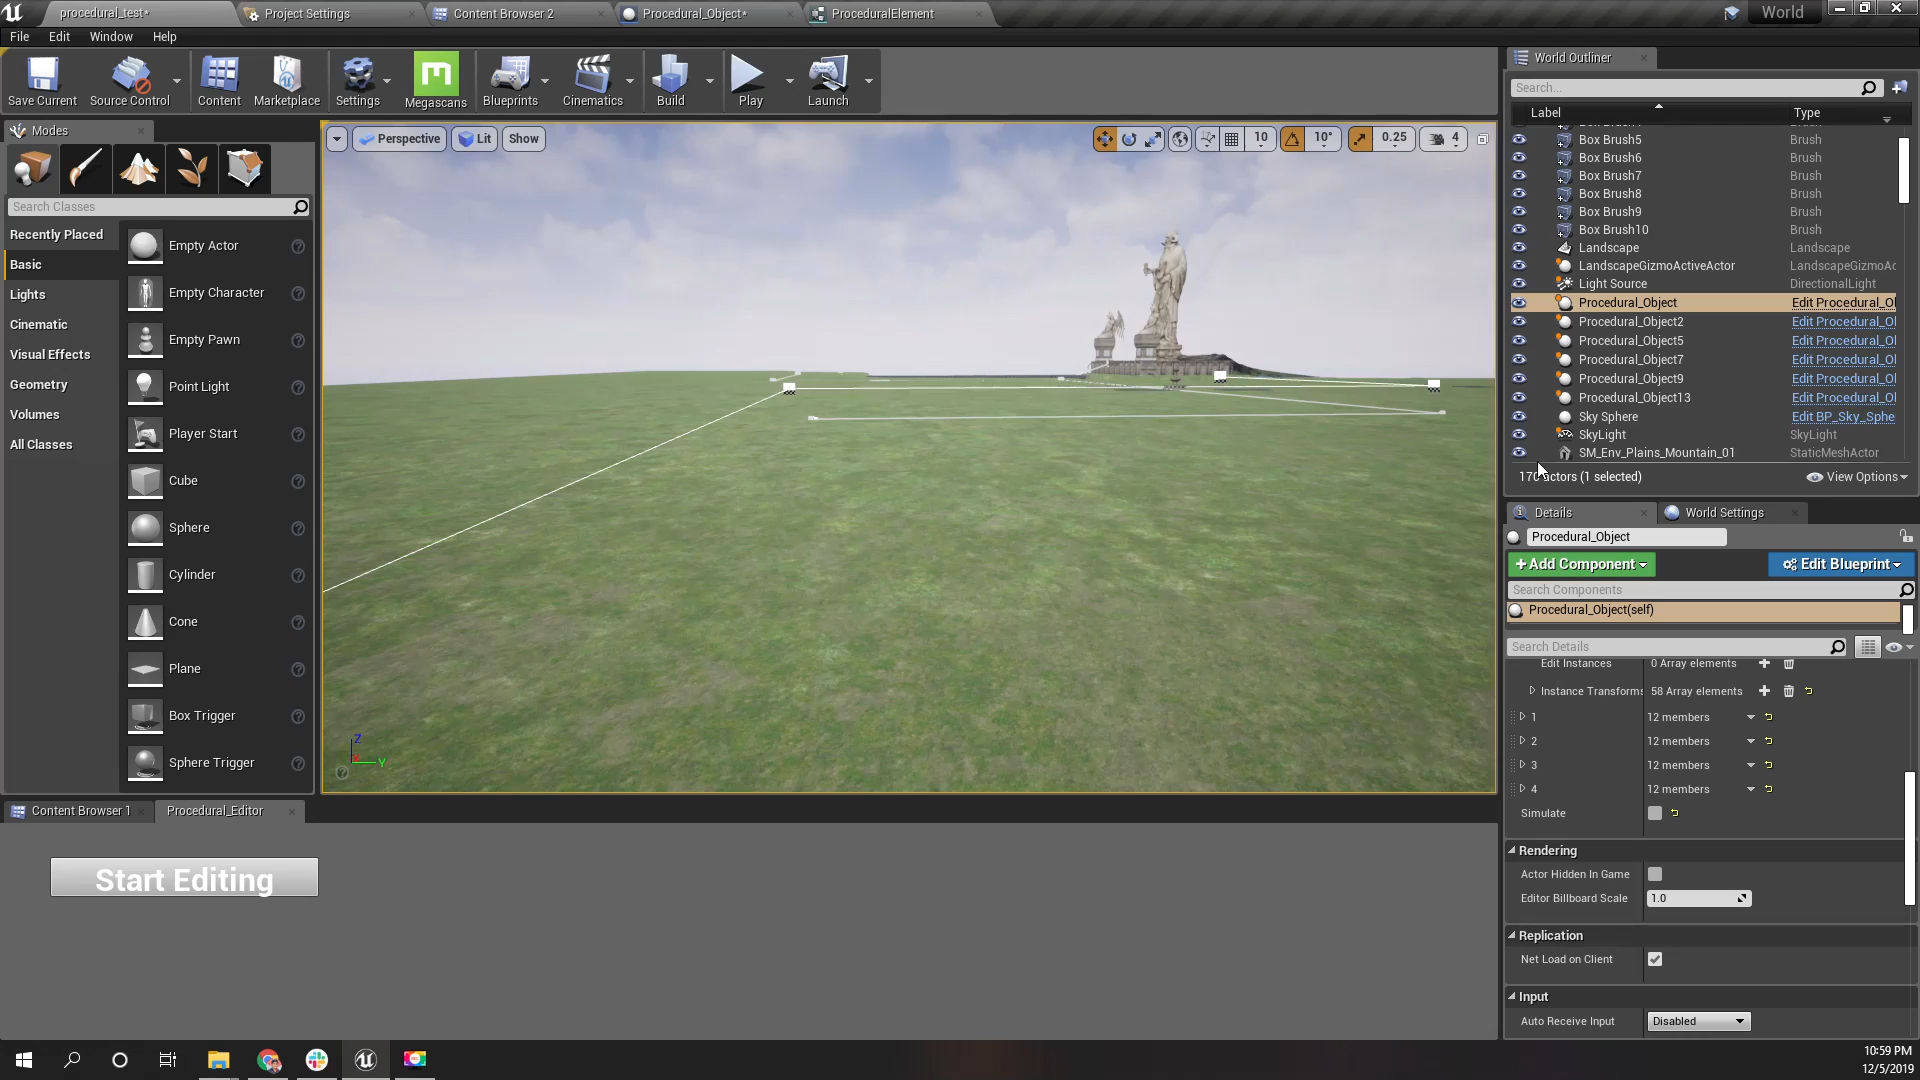 procedural_test*
Project Settings
Content Browser 2
Procedural_Object*
ProceduralElement
World
File Edit Window Help
Save Current
Source Control
Content
Marketplace
Settings
Megascans
Blueprints
Cinematics
Build
Play
Launch
Modes
Search Classes
Recently Placed
Basic
Lights
Cinematic
Visual Effects
Geometry
Volumes
All Classes
Empty Actor
Empty Character
Empty Pawn
Point Light
Player Start
Cube
Sphere
Cylinder
Cone
Plane
Box Trigger
Sphere Trigger
Perspective Lit Show
10 10° 0.25 4
Z
Y
World Outliner
Search...
Label Type
Box Brush5 Brush
Box Brush6 Brush
Box Brush7 Brush
Box Brush8 Brush
Box Brush9 Brush
Box Brush10 Brush
Landscape Landscape
LandscapeGizmoActiveActor LandscapeGizmoAc
Light Source DirectionalLight
Procedural_Object Edit Procedural_Ol
Procedural_Object2 Edit Procedural_Ol
Procedural_Object5 Edit Procedural_Ol
Procedural_Object7 Edit Procedural_Ol
Procedural_Object9 Edit Procedural_Ol
Procedural_Object13 Edit Procedural_Ol
Sky Sphere Edit BP_Sky_Sphe
SkyLight SkyLight
SM_Env_Plains_Mountain_01 StaticMeshActor
actors (1 selected) View Options
Details
World Settings
Procedural_Object
+Add Component
Edit Blueprint
Search Components
Procedural_Object(self)
Search Details
Edit Instances 0 Array elements
Instance Transforms 58 Array elements
1 12 members
2 12 members
3 12 members
4 12 members
Simulate
Rendering
Actor Hidden In Game
Editor Billboard Scale 1.0
Replication
Net Load on Client
Input
Auto Receive Input Disabled
Content Browser 1
Procedural_Editor
Start Editing
10:59 PM
12/5/2019